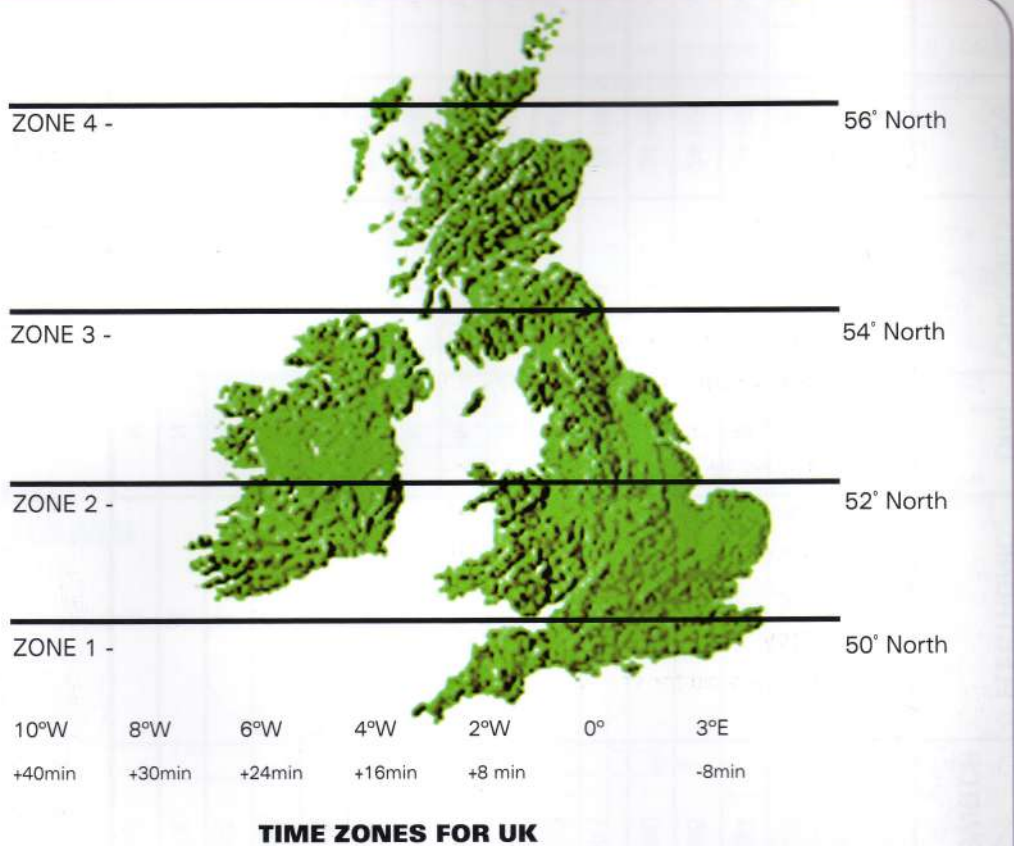 ZONE 4 - 56° North
ZONE 3 - 54° North
ZONE 2 - 52° North
ZONE 1 - 50° North
10°W 8°W 6°W 4°W 2°W 0° 3°E
+40min +30min +24min +16min +8 min -8min
TIME ZONES FOR UK